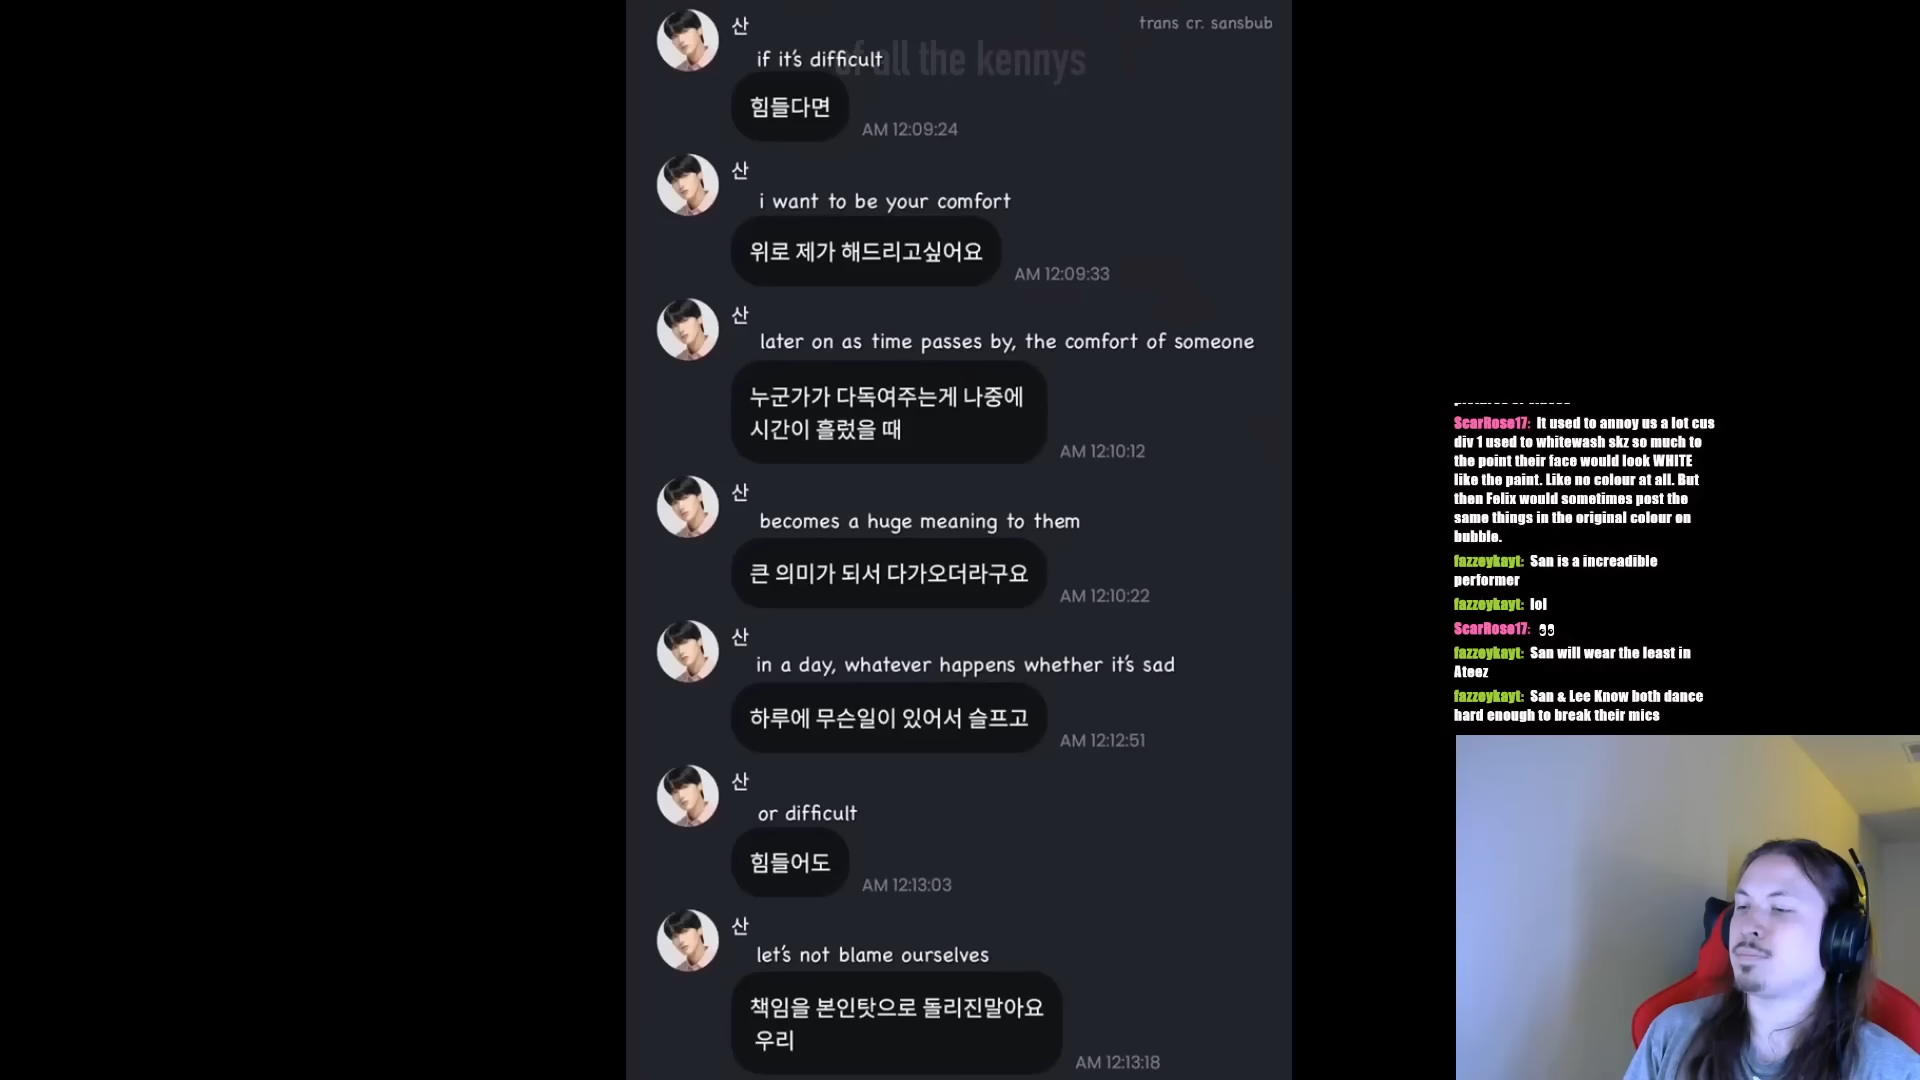 trans cr. sansbub
of all the kennys
산
if it's difficult
힘들다면
AM 12:09:24
산
i want to be your comfort
위로 제가 해드리고싶어요
AM 12:09:33
산
later on as time passes by, the comfort of someone
누군가가 다독여주는게 나중에
시간이 흘렀을 때
AM 12:10:12
산
becomes a huge meaning to them
큰 의미가 되서 다가오더라구요
AM 12:10:22
산
in a day, whatever happens whether it's sad
하루에 무슨일이 있어서 슬프고
AM 12:12:51
산
or difficult
힘들어도
AM 12:13:03
산
let's not blame ourselves
책임을 본인탓으로 돌리진말아요
우리
AM 12:13:18
ScarRose17: It used to annoy us a lot cus
div 1 used to whitewash skz so much to
the point their face would look WHITE
like the paint. Like no colour at all. But
then Felix would sometimes post the
same things in the original colour on
bubble.
fazzeykayt: San is a increadible
performer
fazzeykayt: lol
ScarRose17:
fazzeykayt: San will wear the least in
Ateez
fazzeykayt: San & Lee Know both dance
hard enough to break their mics